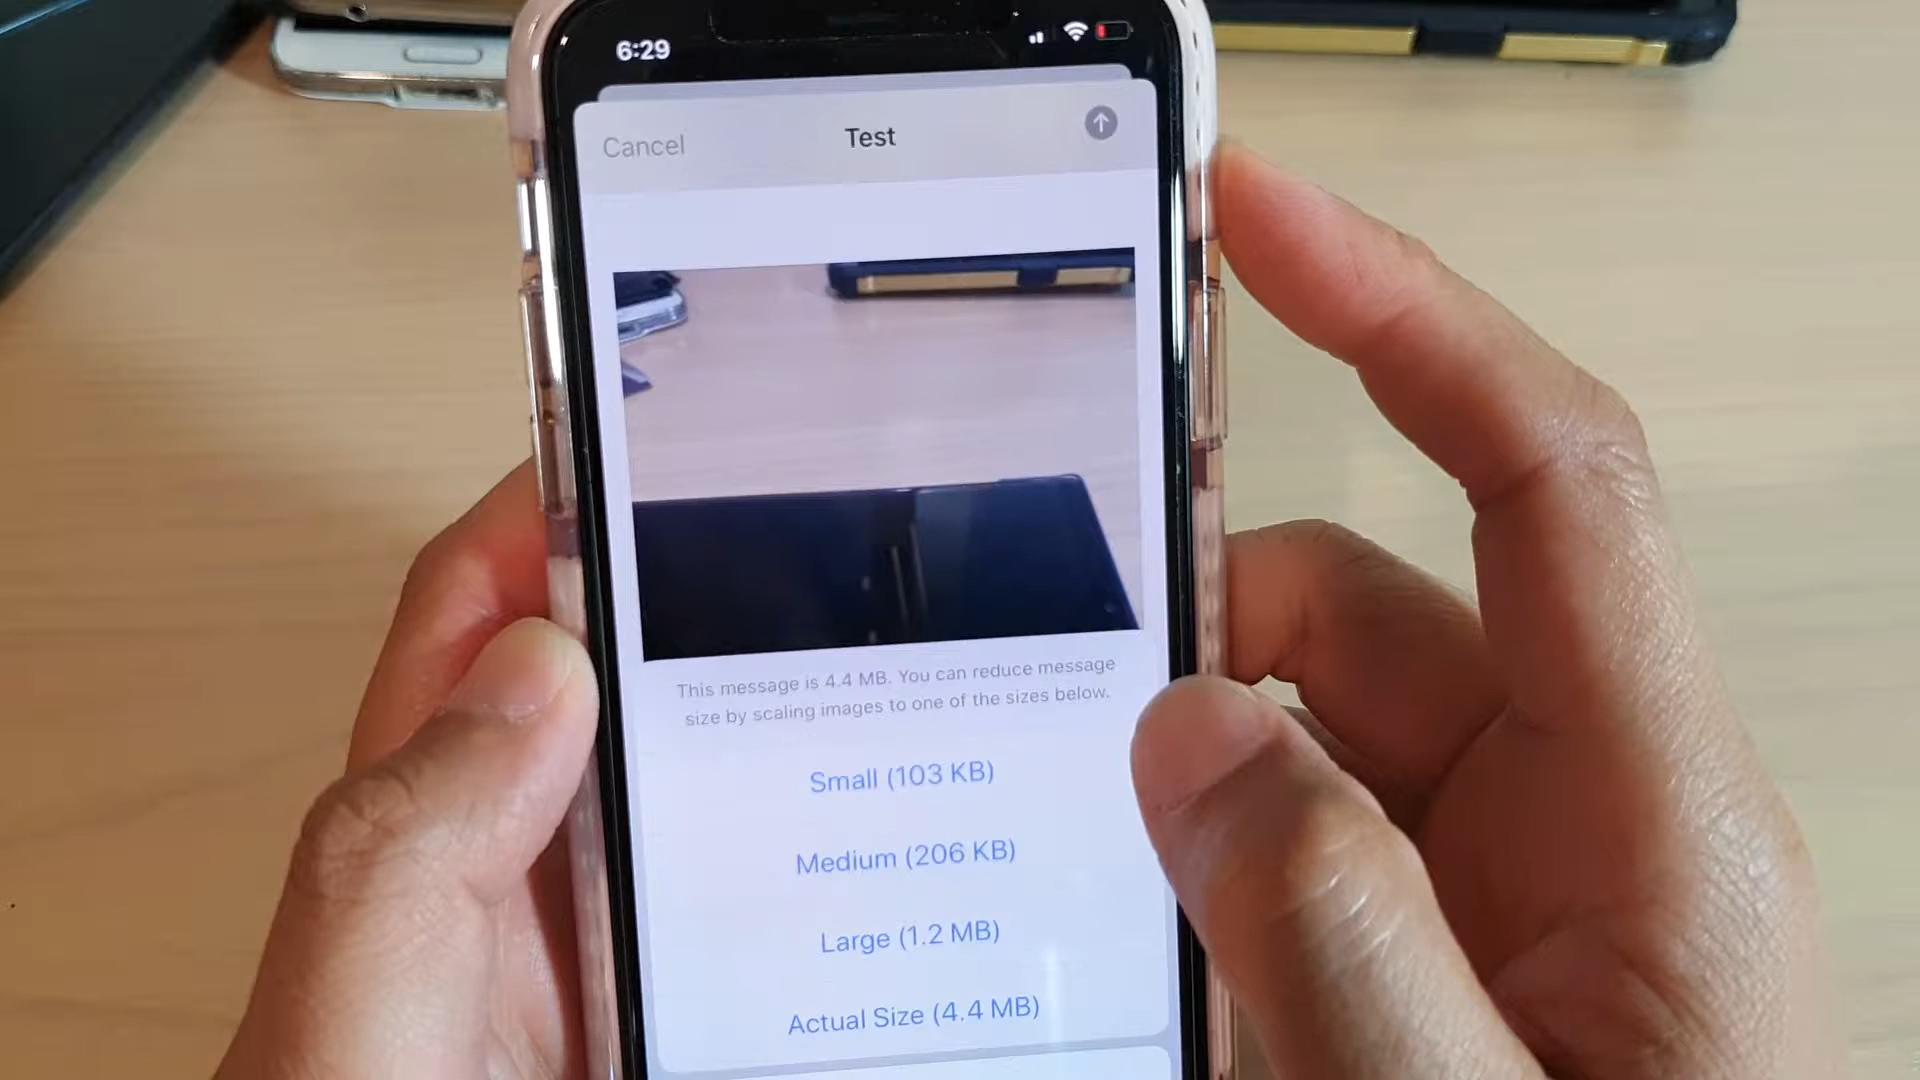 6:29
Cancel
Test
This message is 4.4 MB. You can reduce message
size by scaling images to one of the sizes below.
Small (103 KB)
Medium (206 KB)
Large (1.2 MB)
Actual Size (4.4 MB)